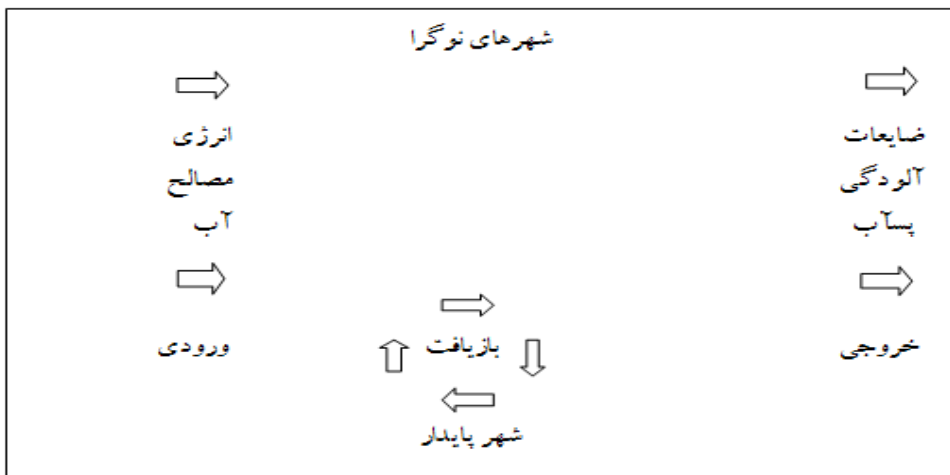 شهرهای نوگرا
ضایعات
انرژی
آلودگی
مصالح
پسآب
آب
خروجی
بازیافت
ورودی
شهر پایدار